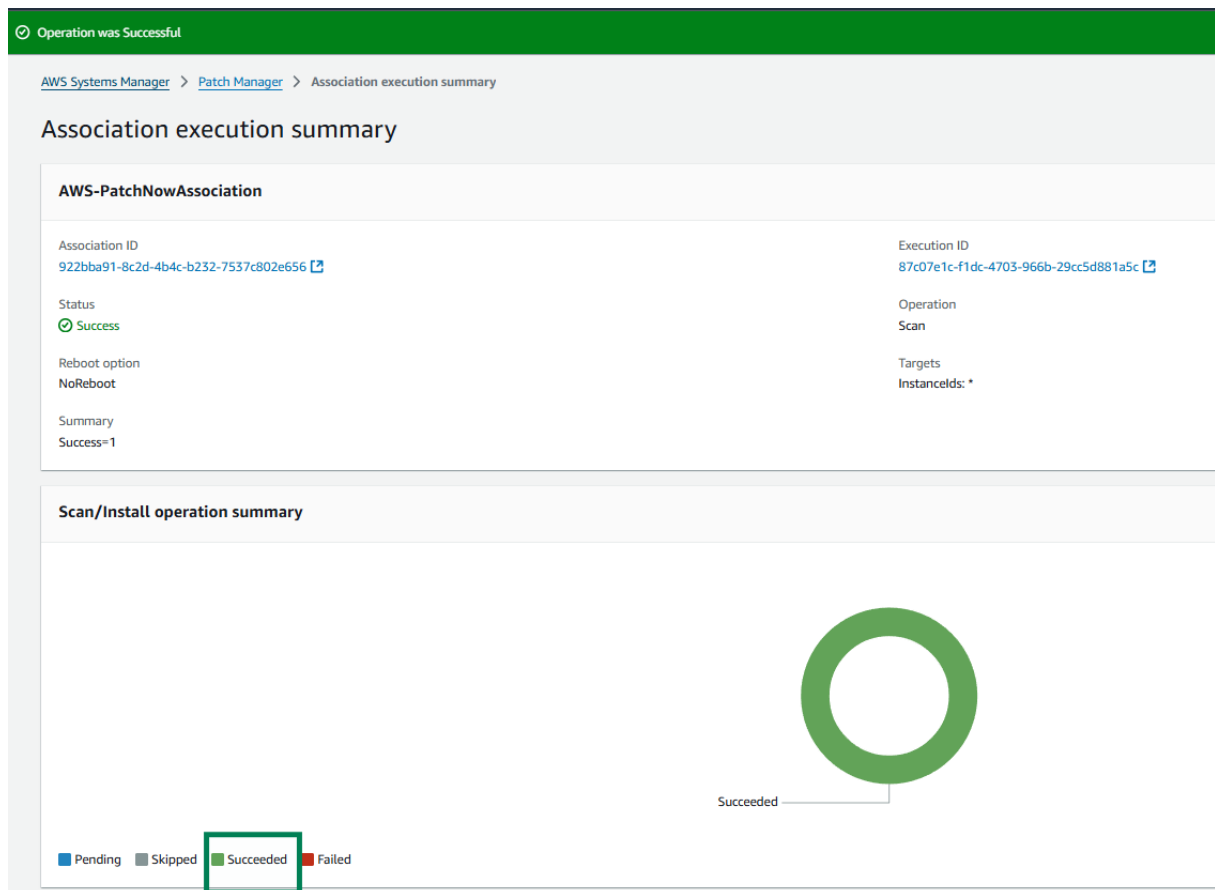 Operation was Successful
AWS Systems Manager > Patch Manager > Association execution summary
Association execution summary
AWS-PatchNowAssociation
Association ID
922bba91-8c2d-4b4c-b232-7537c802e656
Execution ID
87c07e1c-f1dc-4703-966b-29cc5d881a5c
Status
Success
Operation
Scan
Reboot option
NoReboot
Targets
InstanceIds: *
Summary
Success=1
Scan/Install operation summary
Succeeded
Pending Skipped Succeeded Failed